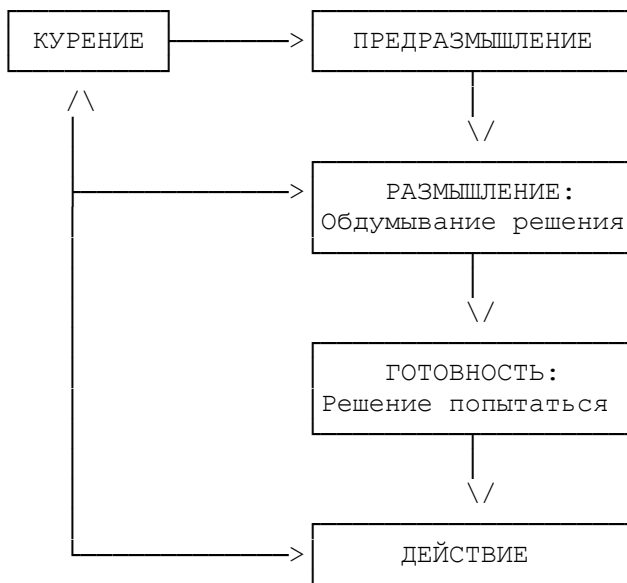 КУРЕНИЕ
ПРЕДРАЗМЫШЛЕНИЕ
РАЗМЫШЛЕНИЕ:
Обдумывание решения
ГОТОВНОСТЬ:
Решение попытаться
ДЕЙСТВИЕ